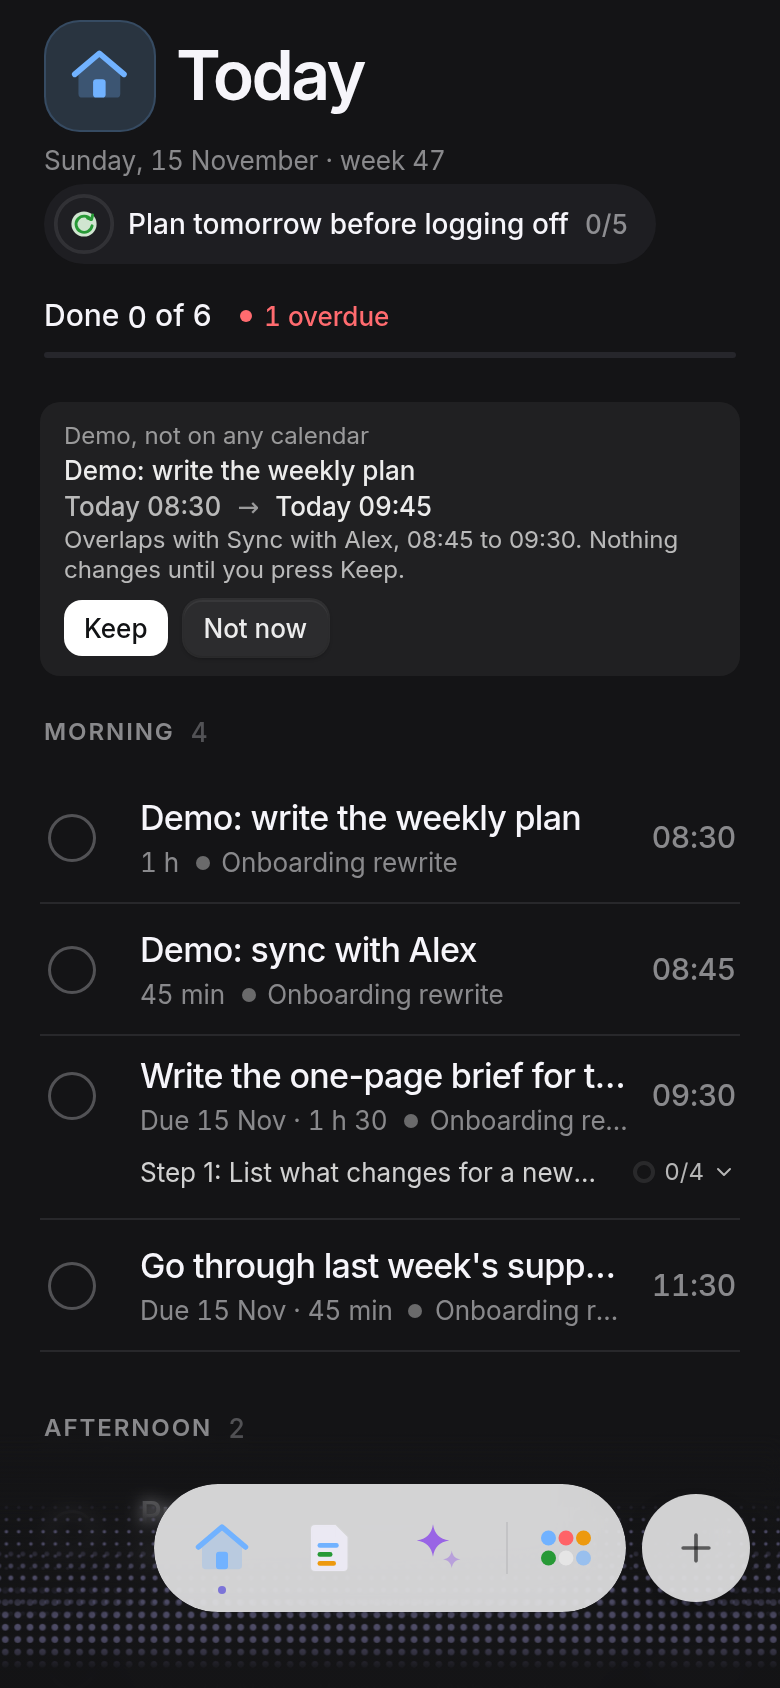 Today
Sunday, 15 November · week 47
Plan tomorrow before logging off 0/5
Done 0 of 6 • 1 overdue
Demo, not on any calendar
Demo: write the weekly plan
Today 08:30 → Today 09:45
Overlaps with Sync with Alex, 08:45 to 09:30. Nothing
changes until you press Keep.
Keep Not now
MORNING 4
Demo: write the weekly plan 08:30
1 h • Onboarding rewrite
Demo: sync with Alex 08:45
45 min • Onboarding rewrite
Write the one-page brief for t... 09:30
Due 15 Nov · 1 h 30 • Onboarding re...
Step 1: List what changes for a new... 0/4
Go through last week's supp... 11:30
Due 15 Nov · 45 min • Onboarding r...
AFTERNOON 2